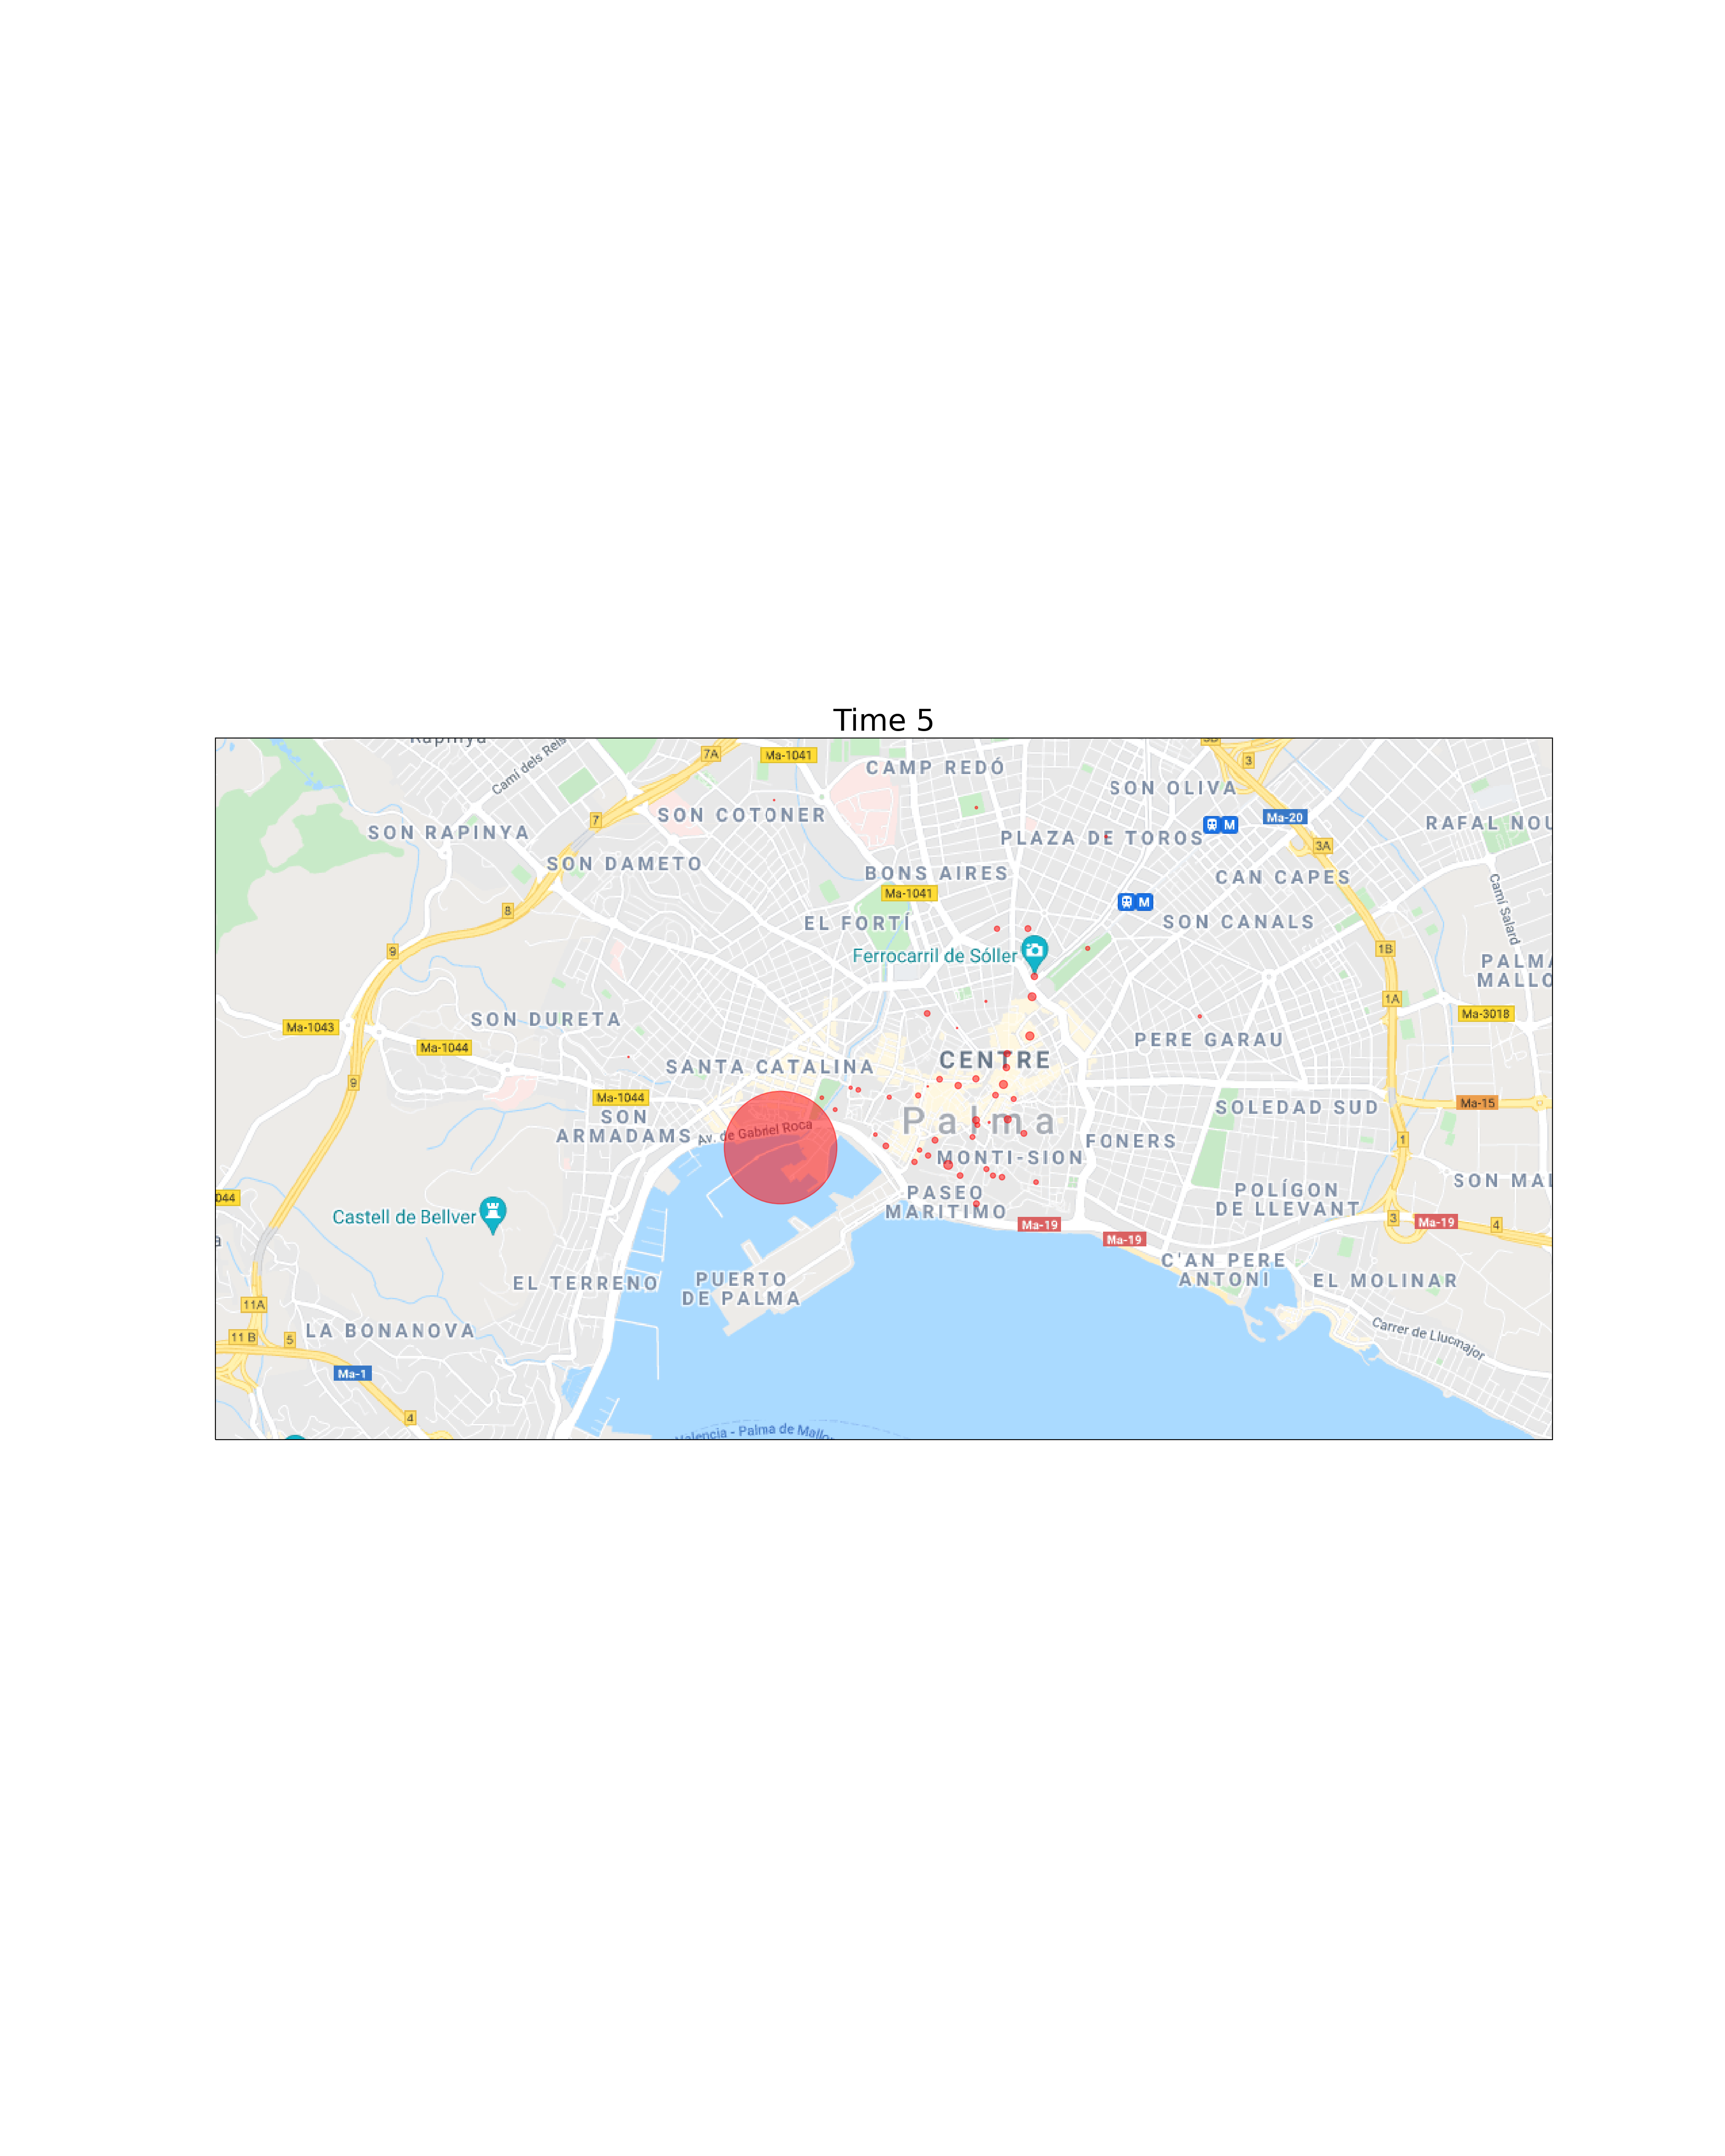 Time 5
Rapinya
Camí dels Reis
7A
Ma-1041
CAMP REDÓ
3
SON OLIVA
SON RAPINYA
7
SON COTONER
PLAZA DE TOROS
M
Ma-20
RAFAL NOU
3A
SON DAMETO
BONS AIRES
Ma-1041
CAN CAPES
Camí Salard
8
EL FORTÍ
M
SON CANALS
9
Ferrocarril de Sóller
1B
PALMA
MALLO
1A
Ma-3018
Ma-1043
SON DURETA
Ma-1044
CENTRE
PERE GARAU
9
SANTA CATALINA
Ma-1044
SON
ARMADAMS
Av. de Gabriel Roca
Palma
SOLEDAD SUD
Ma-15
FONERS
1
MONTI-SION
044
PASEO
MARITIMO
POLÍGON
DE LLEVANT
SON MAL
Castell de Bellver
Ma-19
Ma-19
3
Ma-19
4
a
EL TERRENO
PUERTO
DE PALMA
C'AN PERE
ANTONI
EL MOLINAR
11A
LA BONANOVA
11 B
5
Carrer de Llucmajor
Ma-1
4
Valencia - Palma de Mallor